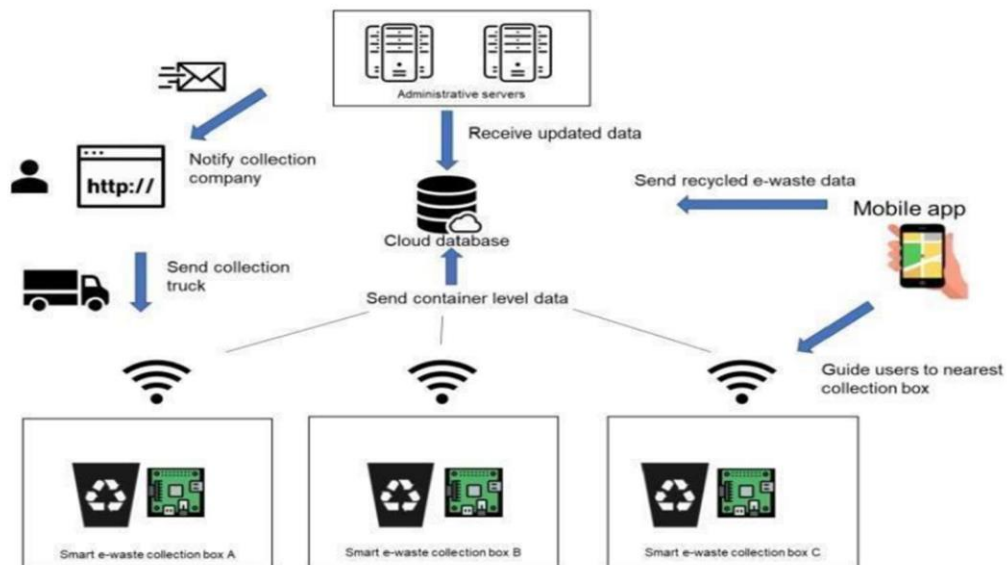 Administrative servers
Receive updated data
Notify collection
company
http://
Send recycled e-waste data
Mobile app
Cloud database
Send collection
truck
Send container level data
Guide users to nearest
collection box
Smart e-waste collection box A
Smart e-waste collection box B
Smart e-waste collection box C